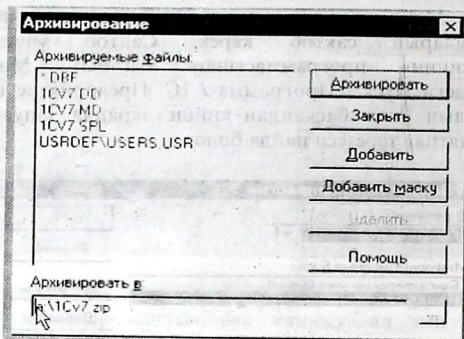 Архивирование
Архивируемые файлы:
*.DBF
1CV7.DD
1CV7.MD
1CV7.SPL
USRDEF\USERS.USR
Архивировать
Закрыть
Добавить
Добавить маску
Удалить
Помощь
Архивировать в:
\1Cv7.zip